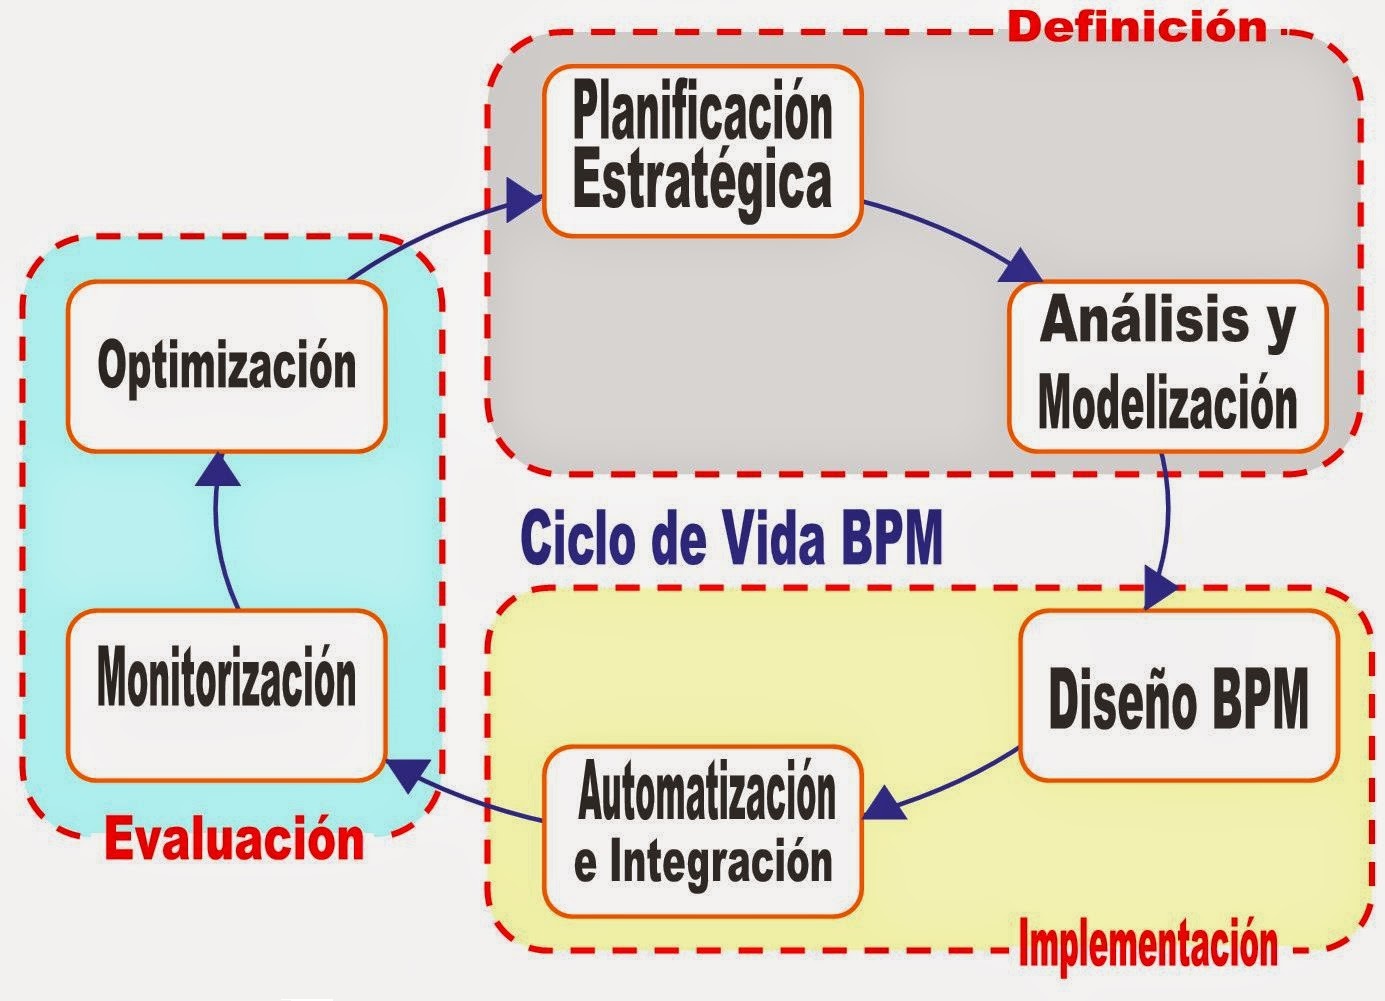 Definición
Planificación
Estratégica
Análisis y
Modelización
Optimización
Ciclo de Vida BPM
Monitorización
Diseño BPM
Automatización
e Integración
Evaluación
Implementación